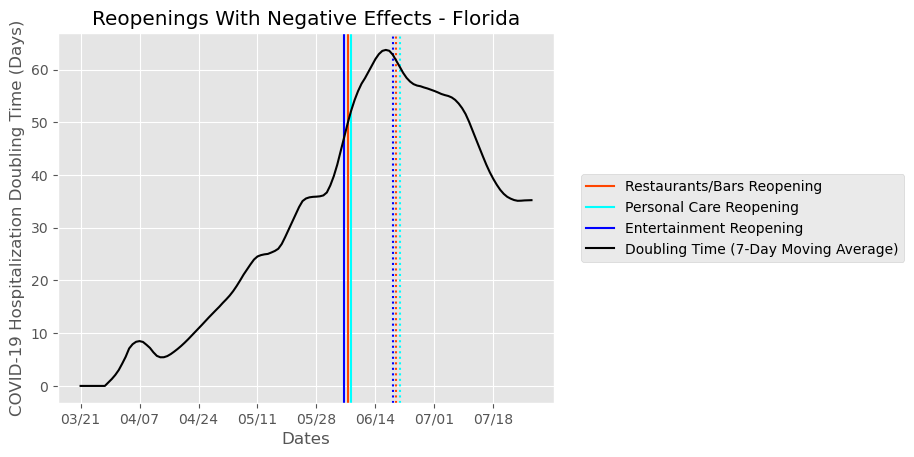 Reopenings With Negative Effects - Florida
COVID-19 Hospitalization Doubling Time (Days)
60
50
40
30
20
10
0
03/21 04/07 04/24 05/11 05/28 06/14 07/01 07/18
Dates
Restaurants/Bars Reopening
Personal Care Reopening
Entertainment Reopening
Doubling Time (7-Day Moving Average)